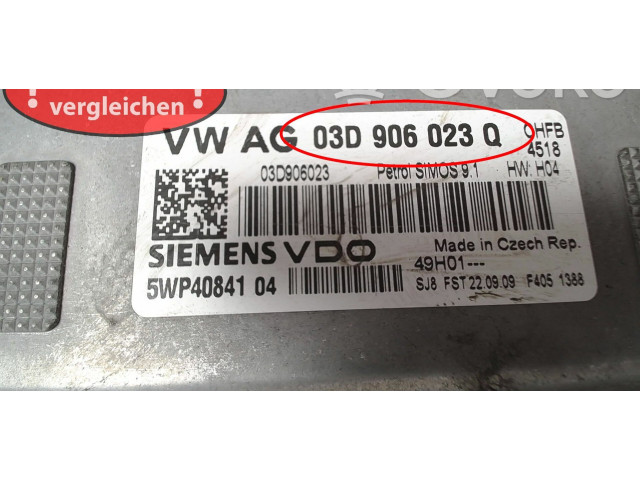 ! vergleichen !
VW AG 03D 906 023 Q CHFB
4518
03D906023 Petrol SIMOS 9.1 HW: H04
SIEMENS VDO Made in Czech Rep.
49H01---
5WP40841 04 SJ8 FST 22.09.09 F405 1388